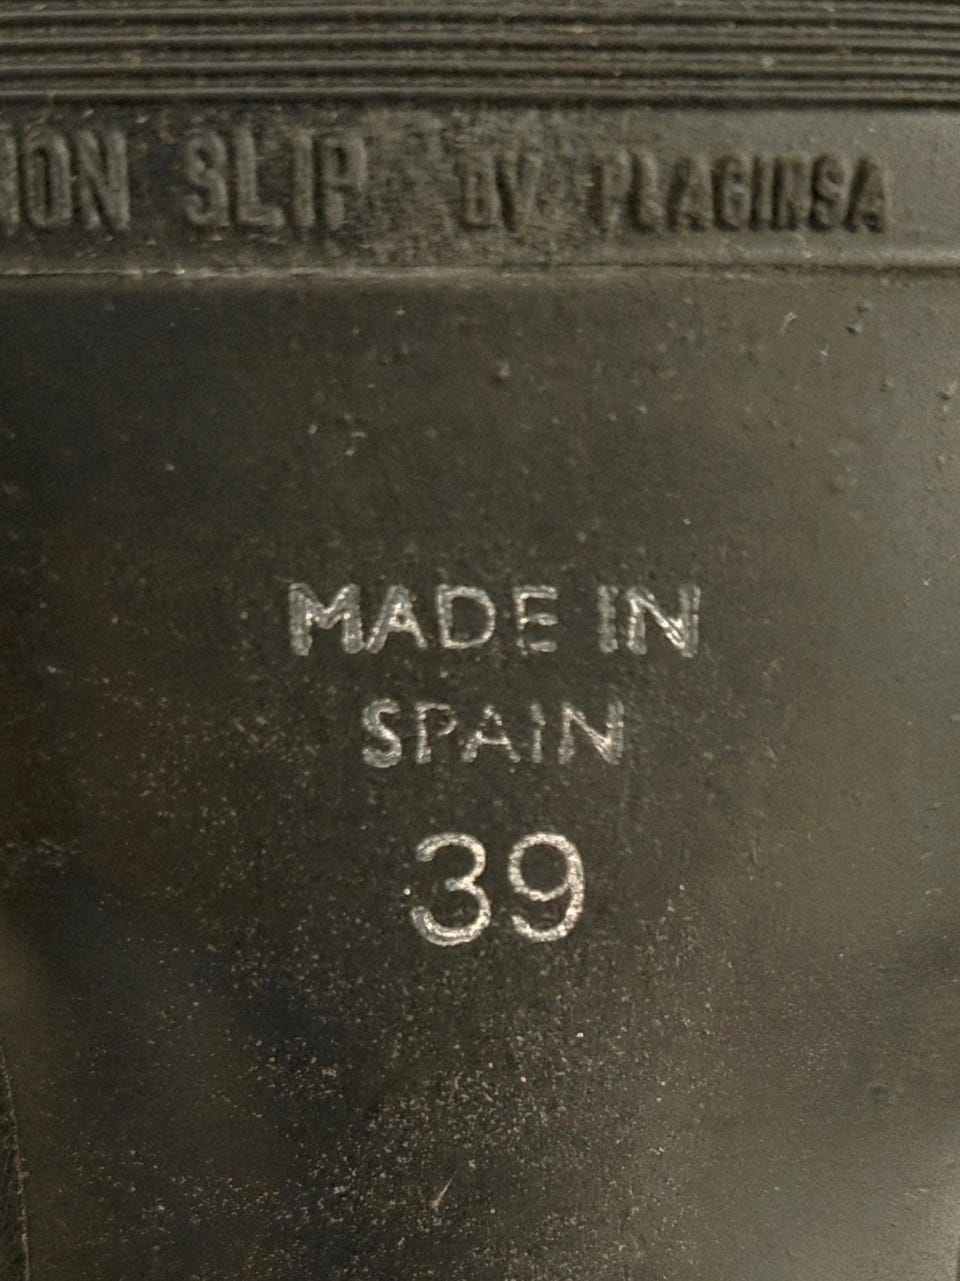 NON SLIP BY PLAGINSA
MADE IN
SPAIN
39